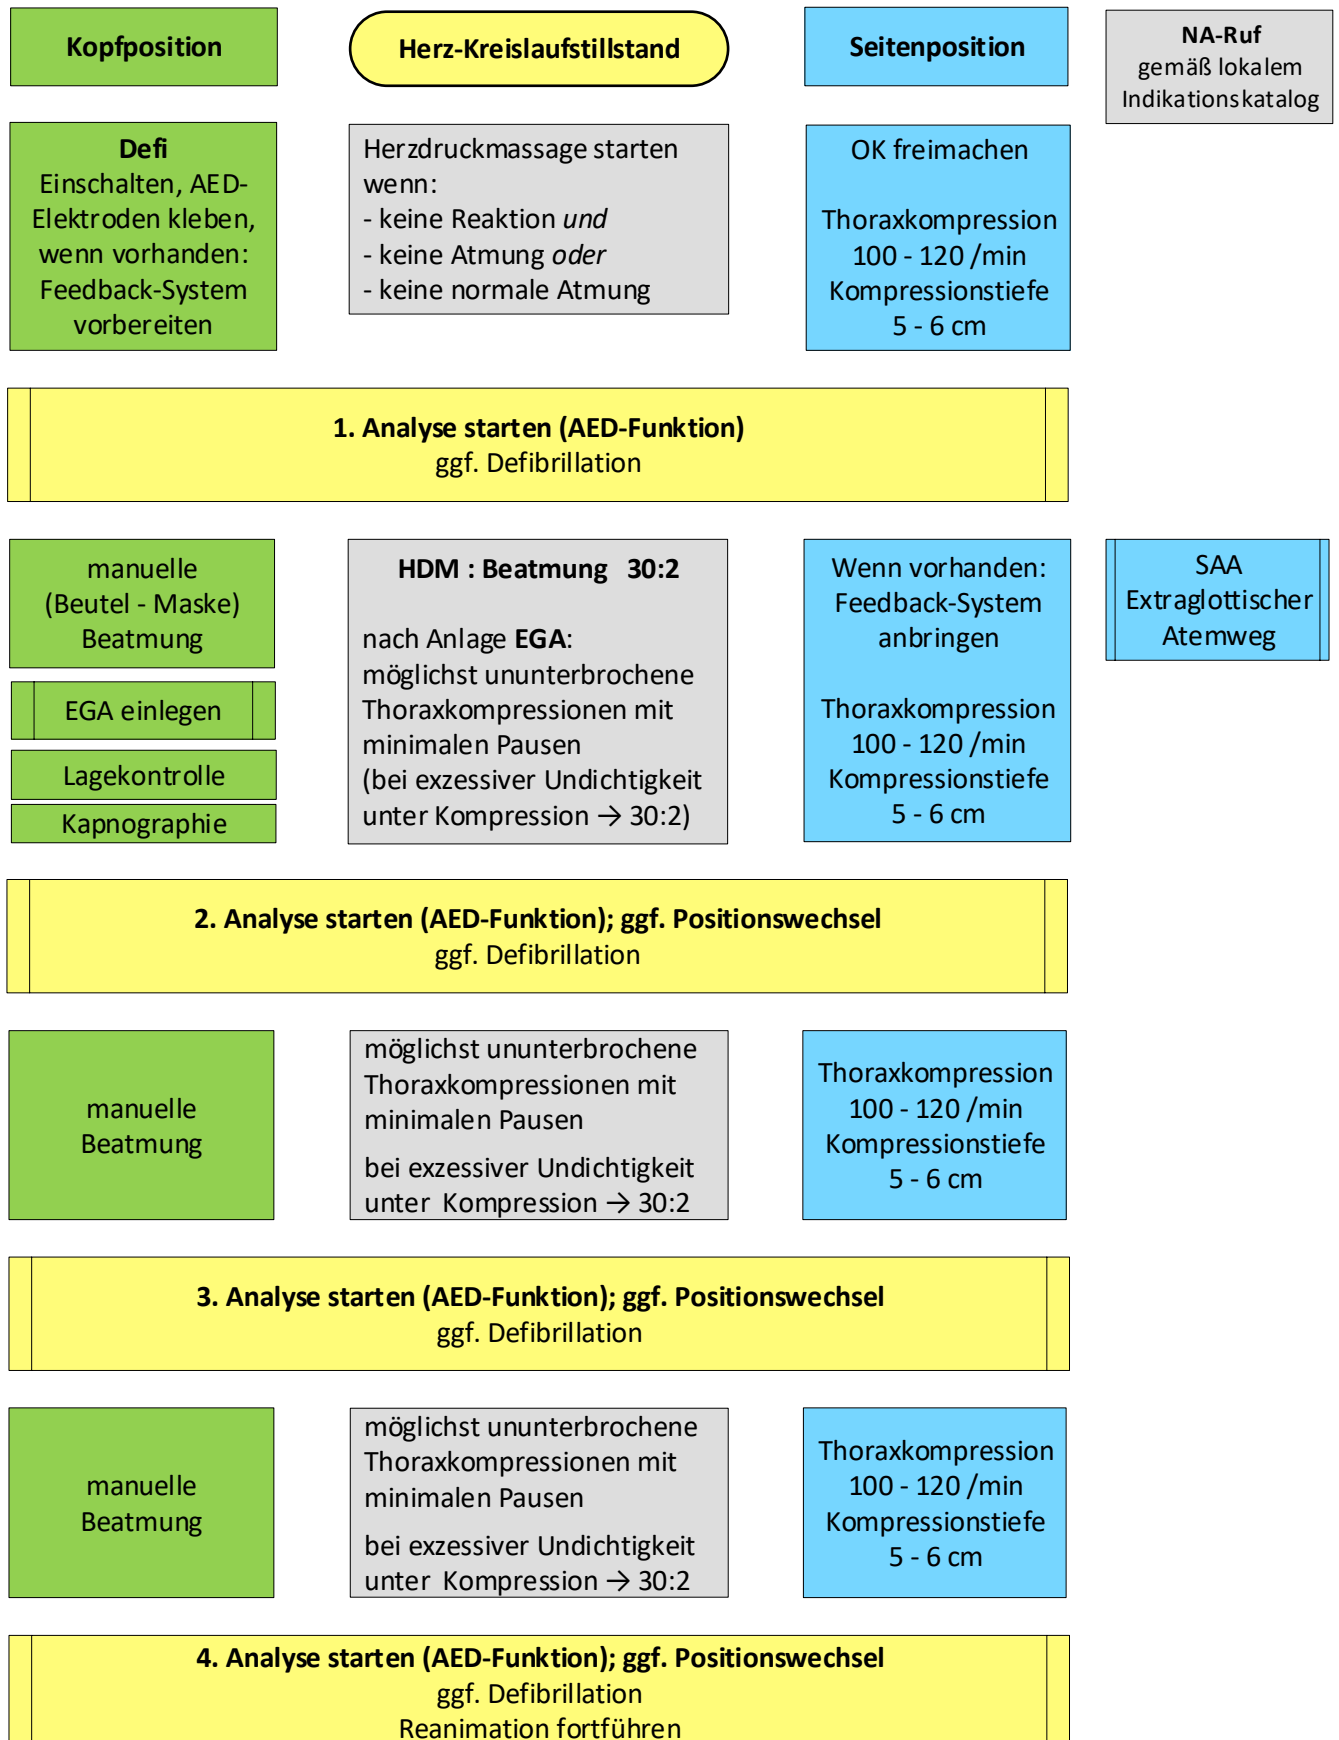 Kopfposition
Herz-Kreislaufstillstand
Seitenposition
NA-Ruf
gemäß lokalem
Indikationskatalog
Defi
Einschalten, AED-
Elektroden kleben,
wenn vorhanden:
Feedback-System
vorbereiten
Herzdruckmassage starten
wenn:
- keine Reaktion und
- keine Atmung oder
- keine normale Atmung
OK freimachen
Thoraxkompression
100 - 120 /min
Kompressionstiefe
5 - 6 cm
1. Analyse starten (AED-Funktion)
ggf. Defibrillation
manuelle
(Beutel - Maske)
Beatmung
EGA einlegen
Lagekontrolle
Kapnographie
HDM : Beatmung 30:2
nach Anlage EGA:
möglichst ununterbrochene
Thoraxkompressionen mit
minimalen Pausen
(bei exzessiver Undichtigkeit
unter Kompression → 30:2)
Wenn vorhanden:
Feedback-System
anbringen
Thoraxkompression
100 - 120 /min
Kompressionstiefe
5 - 6 cm
SAA
Extraglottischer
Atemweg
2. Analyse starten (AED-Funktion); ggf. Positionswechsel
ggf. Defibrillation
manuelle
Beatmung
möglichst ununterbrochene
Thoraxkompressionen mit
minimalen Pausen
bei exzessiver Undichtigkeit
unter Kompression → 30:2
Thoraxkompression
100 - 120 /min
Kompressionstiefe
5 - 6 cm
3. Analyse starten (AED-Funktion); ggf. Positionswechsel
ggf. Defibrillation
manuelle
Beatmung
möglichst ununterbrochene
Thoraxkompressionen mit
minimalen Pausen
bei exzessiver Undichtigkeit
unter Kompression → 30:2
Thoraxkompression
100 - 120 /min
Kompressionstiefe
5 - 6 cm
4. Analyse starten (AED-Funktion); ggf. Positionswechsel
ggf. Defibrillation
Reanimation fortführen